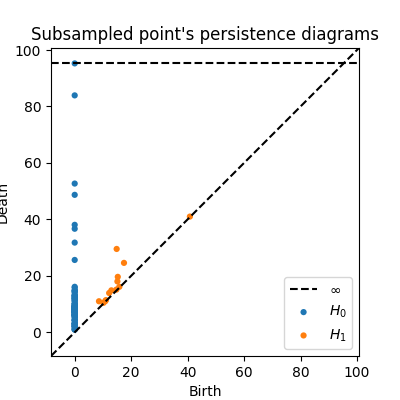 Subsampled point's persistence diagrams
100
80
60
40
20
0
Death
0 20 40 60 80 100
Birth
∞
H₀
H₁